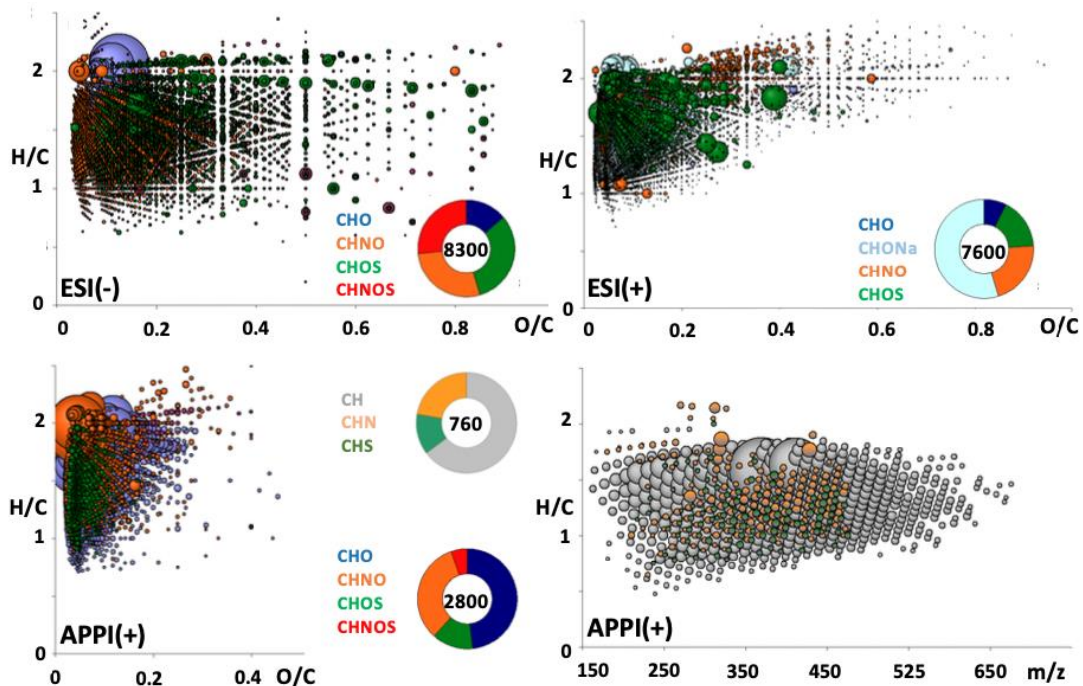 2
H/C
1
0
ESI(-)
CHO
CHNO
CHOS
CHNOS
8300
0
0.2
0.4
0.6
0.8
O/C
2
H/C
1
0
ESI(+)
CHO
CHONa
CHNO
CHOS
7600
0
0.2
0.4
0.6
0.8
O/C
2
H/C
1
0
APPI(+)
CH
CHN
CHS
760
CHO
CHNO
CHOS
CHNOS
2800
0
0.2
0.4
O/C
2
H/C
1
0
APPI(+)
150
250
350
450
525
650
m/z